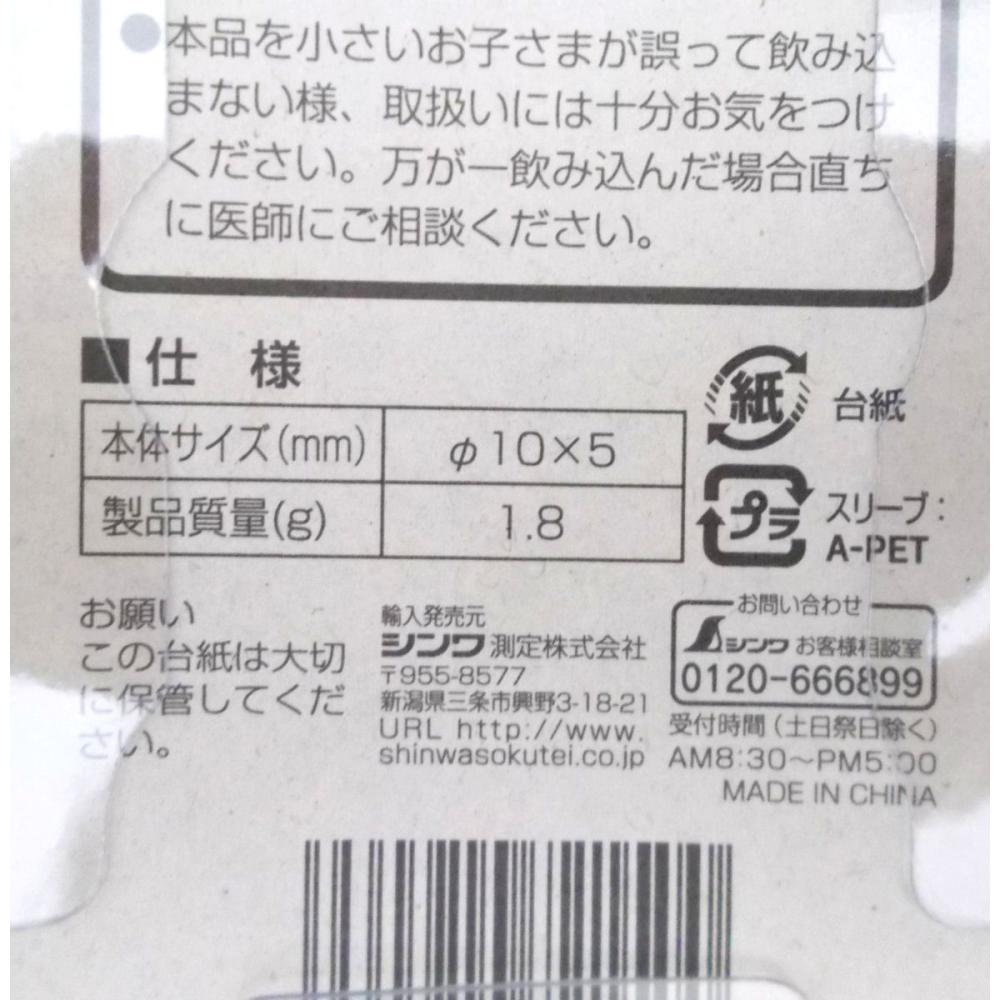 ●本品を小さいお子さまが誤って飲み込
まない様、取扱いには十分お気をつけ
ください。万が一飲み込んだ場合直ち
に医師にご相談ください。
■仕 様
本体サイズ(mm) φ10×5
製品質量(g) 1.8
紙 台紙
プラ スリーブ:
A-PET
お願い
この台紙は大切
に保管してくだ
さい。
輸入発売元
シンワ測定株式会社
〒955-8577
新潟県三条市興野3-18-21
URL http://www.
shinwasokutei.co.jp
お問い合わせ
シンワ お客様相談室
0120-666899
受付時間(土日祭日除く)
AM8:30〜PM5:00
MADE IN CHINA